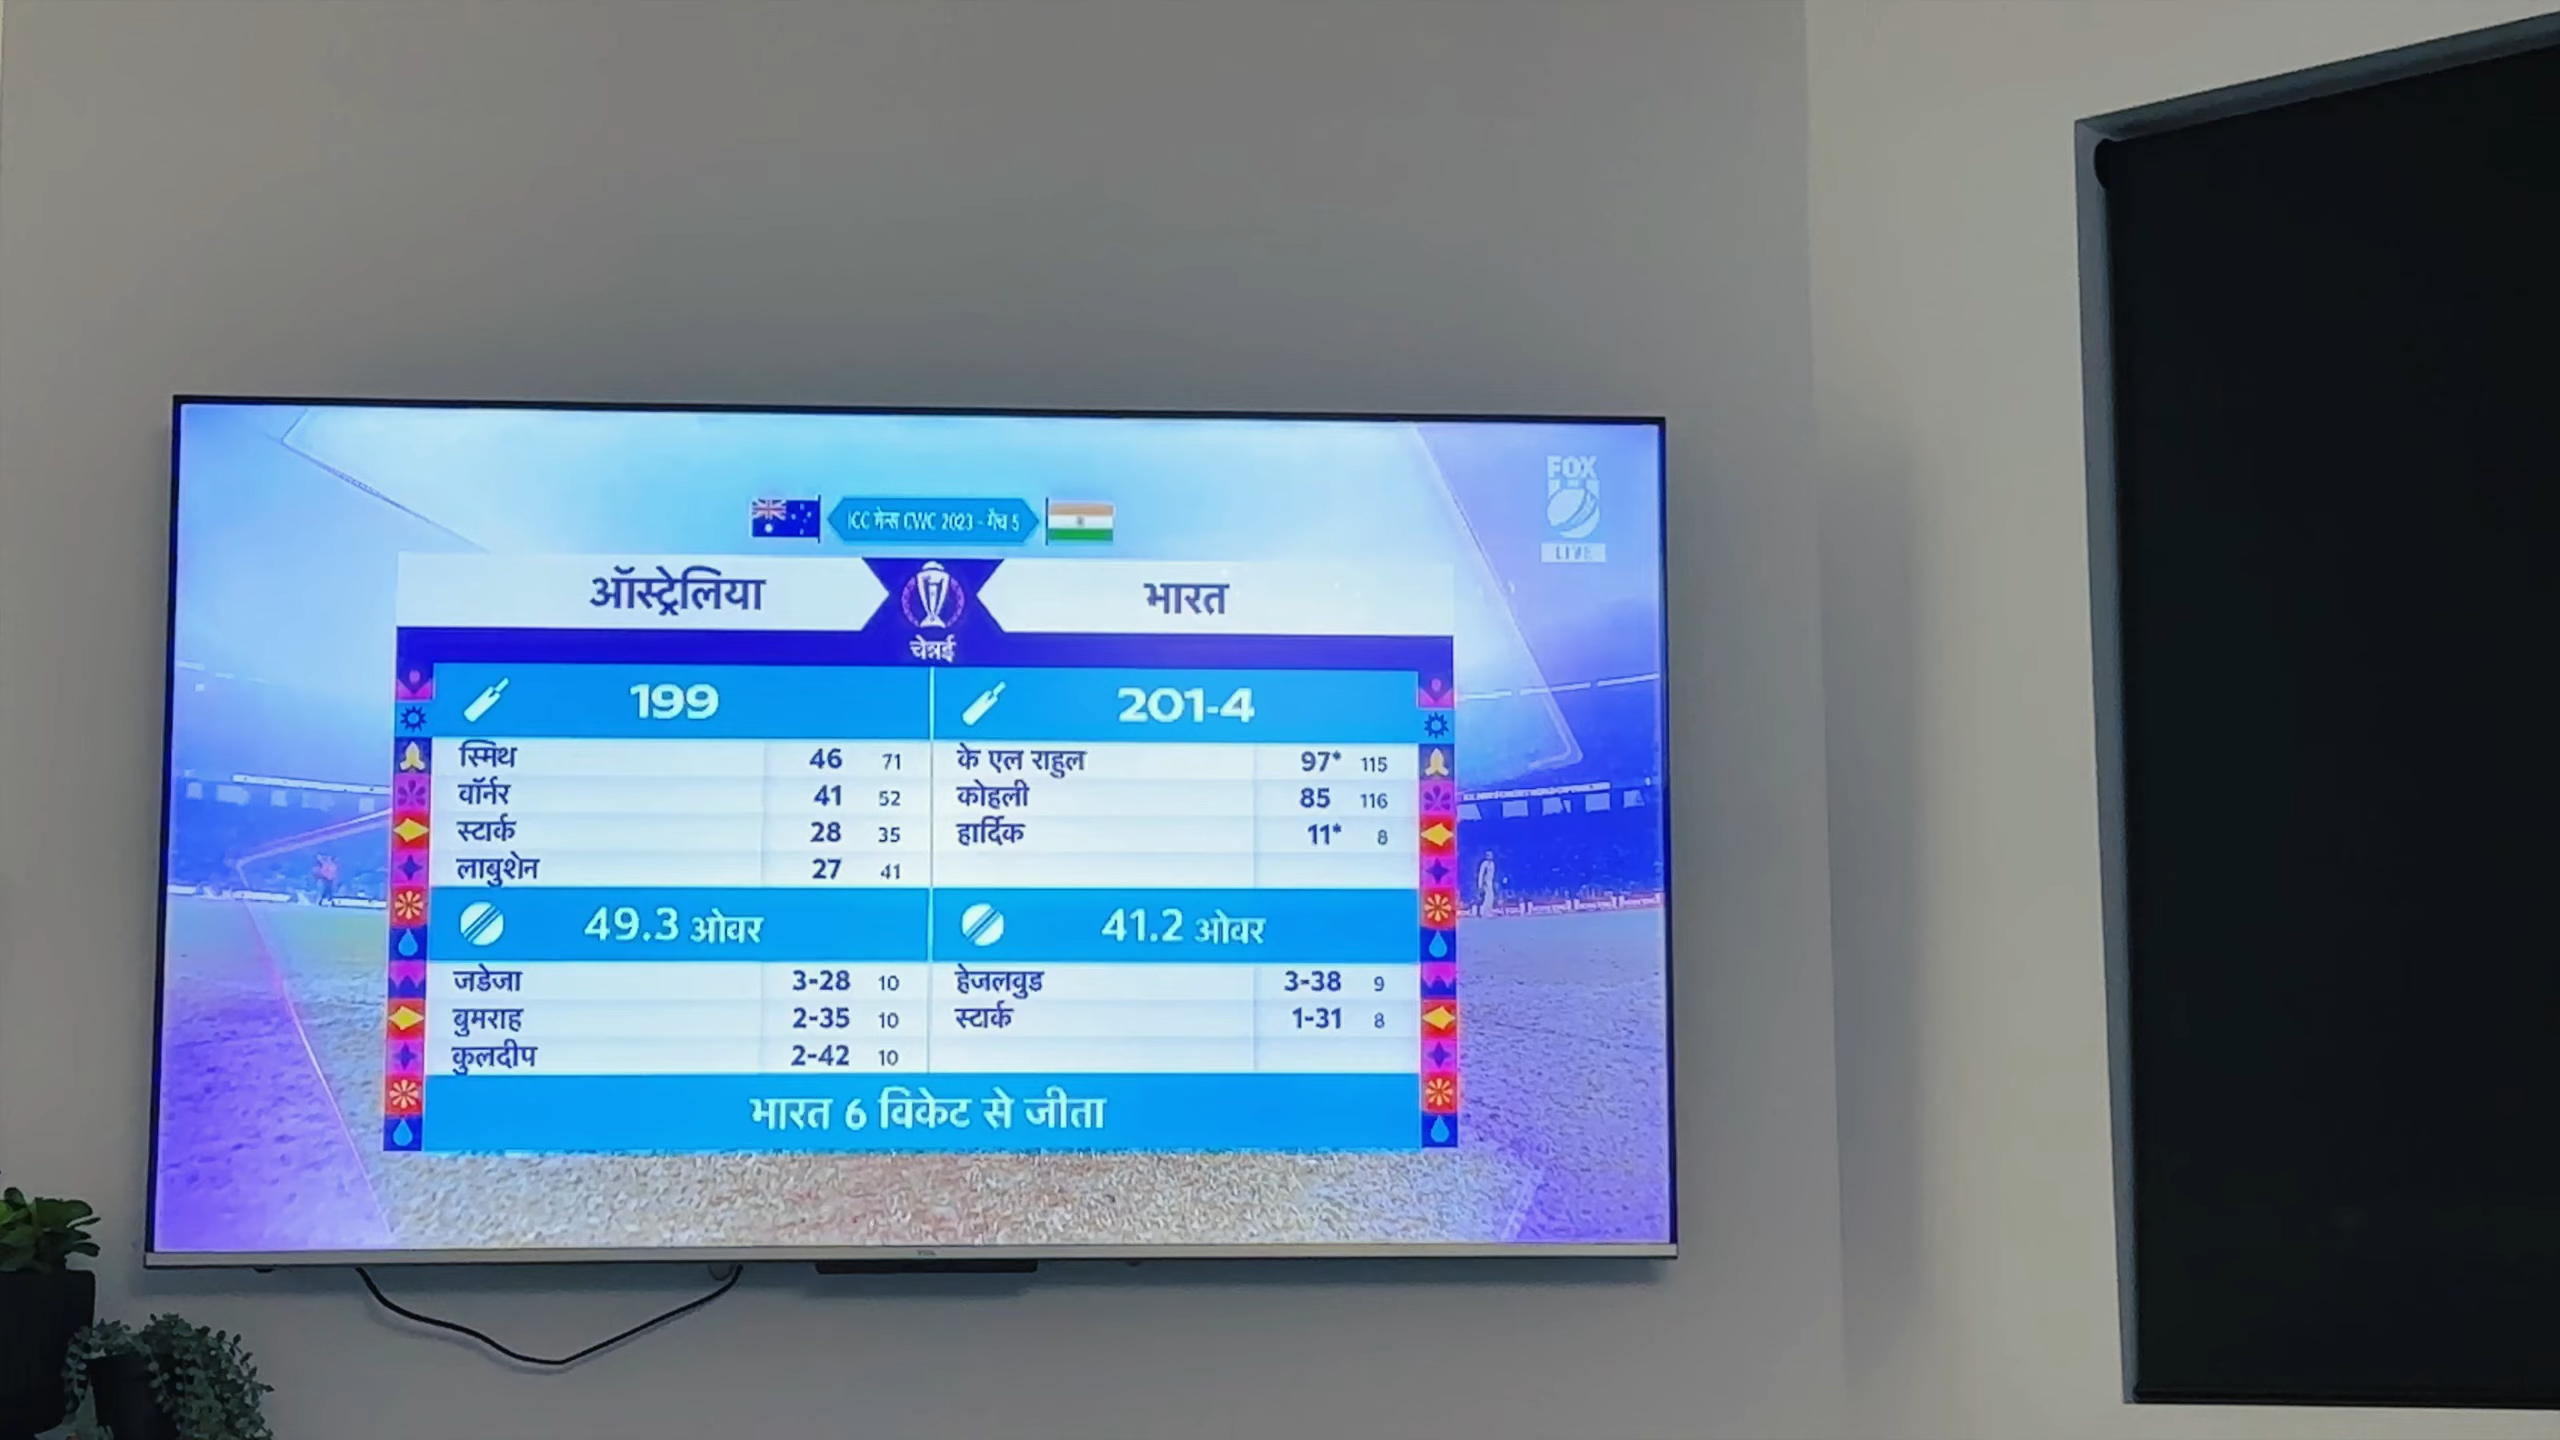 FOX
LIVE
ICC मेन्स CWC 2023 - मैच 5
ऑस्ट्रेलिया भारत
चेन्नई
199 201-4
स्मिथ 46 71 के एल राहुल 97* 115
वॉर्नर 41 52 कोहली 85 116
स्टार्क 28 35 हार्दिक 11* 8
लाबुशेन 27 41
49.3 ओवर 41.2 ओवर
जडेजा 3-28 10 हेजलवुड 3-38 9
बुमराह 2-35 10 स्टार्क 1-31 8
कुलदीप 2-42 10
भारत 6 विकेट से जीता
TCL